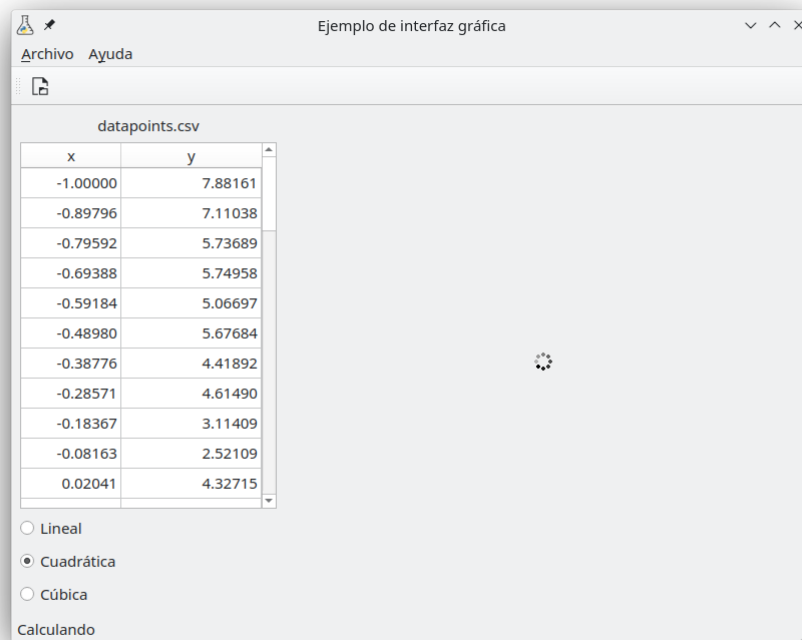 Ejemplo de interfaz gráfica
Archivo Ayuda
datapoints.csv
x y
-1.00000 7.88161
-0.89796 7.11038
-0.79592 5.73689
-0.69388 5.74958
-0.59184 5.06697
-0.48980 5.67684
-0.38776 4.41892
-0.28571 4.61490
-0.18367 3.11409
-0.08163 2.52109
0.02041 4.32715
Lineal
Cuadrática
Cúbica
Calculando